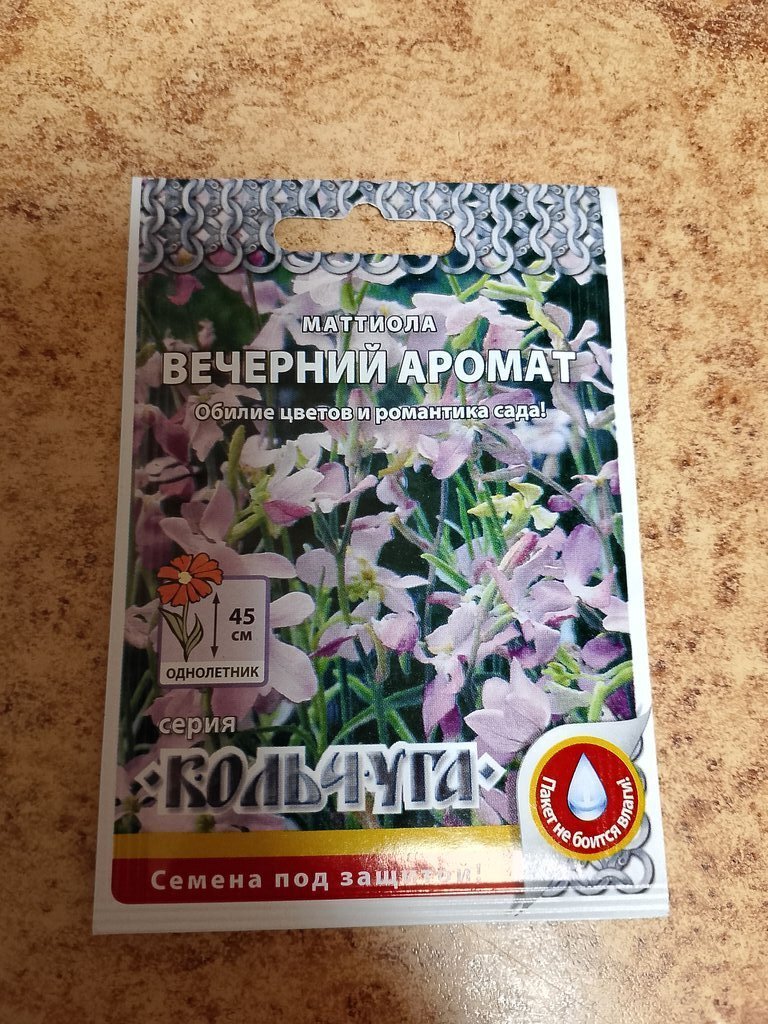 МАТТИОЛА
ВЕЧЕРНИЙ АРОМАТ
Обилие цветов и романтика сада!
45
см
ОДНОЛЕТНИК
серия
КОЛЬЧУГА
Пакет не боится влаги!
Семена под защитой!